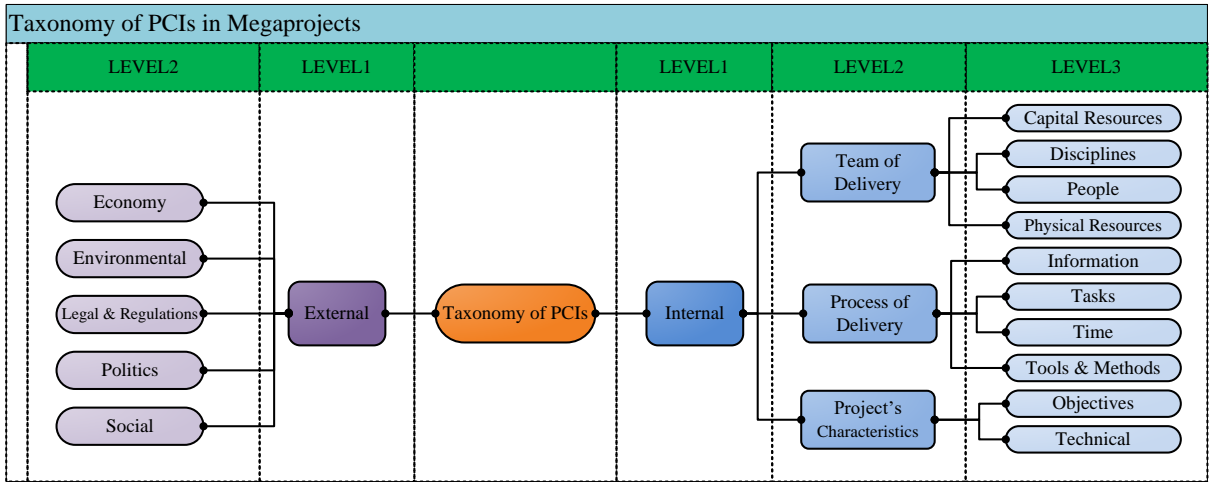 Taxonomy of PCIs in Megaprojects
LEVEL2
LEVEL1
LEVEL1
LEVEL2
LEVEL3
Economy
Environmental
Legal & Regulations
Politics
Social
External
Taxonomy of PCIs
Internal
Team of
Delivery
Process of
Delivery
Project’s
Characteristics
Capital Resources
Disciplines
People
Physical Resources
Information
Tasks
Time
Tools & Methods
Objectives
Technical